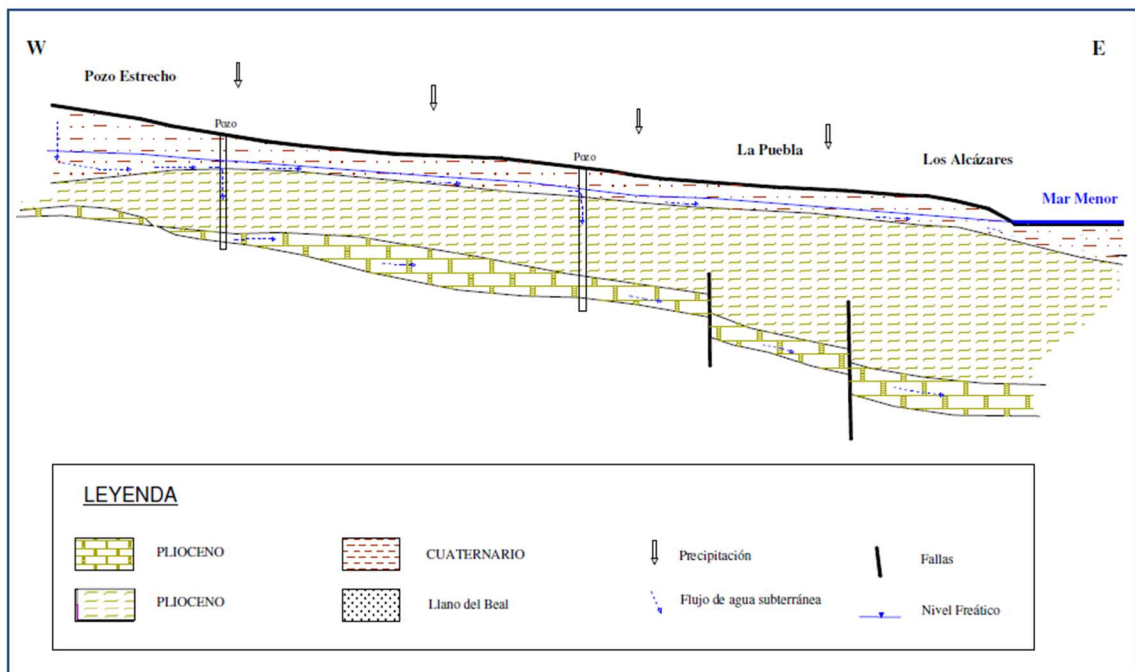 W
E
Pozo Estrecho
Pozo
Pozo
La Puebla
Los Alcázares
Mar Menor
LEYENDA
PLIOCENO
CUATERNARIO
Precipitación
Fallas
PLIOCENO
Llano del Beal
Flujo de agua subterránea
Nivel Freático